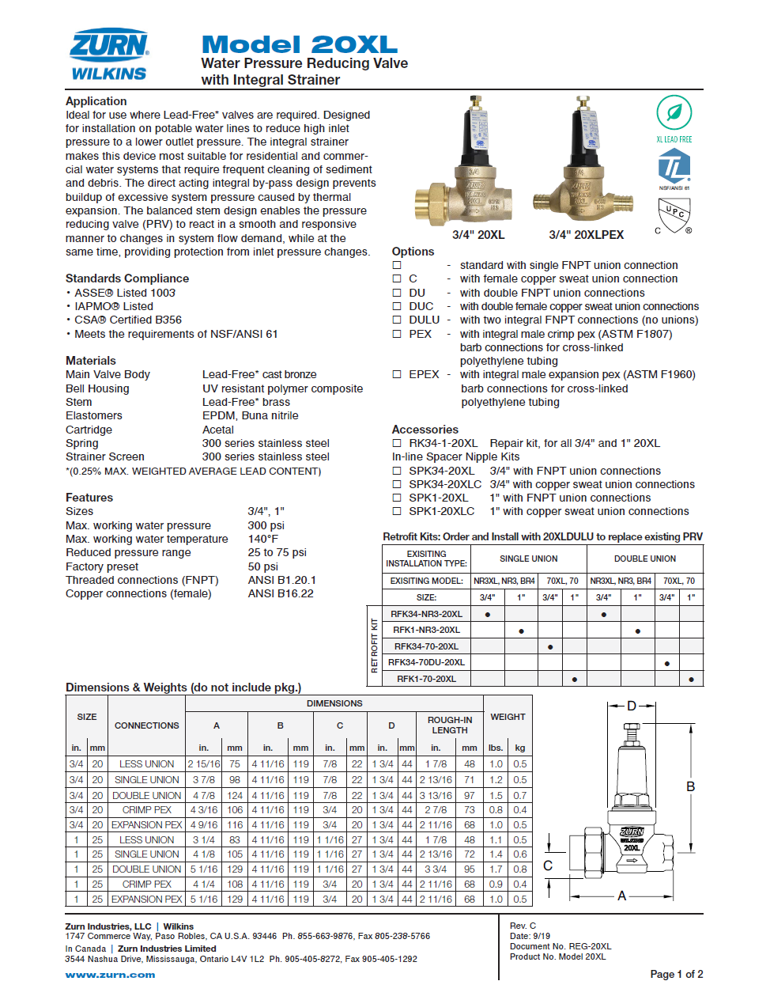 ZURN®
WILKINS
Model 20XL
Water Pressure Reducing Valve
with Integral Strainer
Application
Ideal for use where Lead-Free* valves are required. Designed
for installation on potable water lines to reduce high inlet
pressure to a lower outlet pressure. The integral strainer
makes this device most suitable for residential and commer-
cial water systems that require frequent cleaning of sediment
and debris. The direct acting integral by-pass design prevents
buildup of excessive system pressure caused by thermal
expansion. The balanced stem design enables the pressure
reducing valve (PRV) to react in a smooth and responsive
manner to changes in system flow demand, while at the
same time, providing protection from inlet pressure changes.
Standards Compliance
• ASSE® Listed 1003
• IAPMO® Listed
• CSA® Certified B356
• Meets the requirements of NSF/ANSI 61
Materials
Main Valve Body Lead-Free* cast bronze
Bell Housing UV resistant polymer composite
Stem Lead-Free* brass
Elastomers EPDM, Buna nitrile
Cartridge Acetal
Spring 300 series stainless steel
Strainer Screen 300 series stainless steel
*(0.25% MAX. WEIGHTED AVERAGE LEAD CONTENT)
Features
Sizes 3/4", 1"
Max. working water pressure 300 psi
Max. working water temperature 140°F
Reduced pressure range 25 to 75 psi
Factory preset 50 psi
Threaded connections (FNPT) ANSI B1.20.1
Copper connections (female) ANSI B16.22
3/4
ZURN
WILKINS
20XL
3/4" 20XL
3/4" 20XLPEX
XL LEAD FREE
NSF/ANSI 61
UPC
C ®
Options
☐ - standard with single FNPT union connection
☐ C - with female copper sweat union connection
☐ DU - with double FNPT union connections
☐ DUC - with double female copper sweat union connections
☐ DULU - with two integral FNPT connections (no unions)
☐ PEX - with integral male crimp pex (ASTM F1807)
barb connections for cross-linked
polyethylene tubing
☐ EPEX - with integral male expansion pex (ASTM F1960)
barb connections for cross-linked
polyethylene tubing
Accessories
☐ RK34-1-20XL Repair kit, for all 3/4" and 1" 20XL
In-line Spacer Nipple Kits
☐ SPK34-20XL 3/4" with FNPT union connections
☐ SPK34-20XLC 3/4" with copper sweat union connections
☐ SPK1-20XL 1" with FNPT union connections
☐ SPK1-20XLC 1" with copper sweat union connections
Retrofit Kits: Order and Install with 20XLDULU to replace existing PRV
EXISITING
INSTALLATION TYPE: SINGLE UNION DOUBLE UNION
EXISITING MODEL: NR3XL, NR3, BR4 70XL, 70 NR3XL, NR3, BR4 70XL, 70
SIZE: 3/4" 1" 3/4" 1" 3/4" 1" 3/4" 1"
RETROFIT KIT
RFK34-NR3-20XL ● ●
RFK1-NR3-20XL ● ●
RFK34-70-20XL ●
RFK34-70DU-20XL ●
RFK1-70-20XL ● ●
Dimensions & Weights (do not include pkg.)
SIZE CONNECTIONS DIMENSIONS WEIGHT
A B C D ROUGH-IN
LENGTH
in. mm in. mm in. mm in. mm in. mm in. mm lbs. kg
3/4 20 LESS UNION 2 15/16 75 4 11/16 119 7/8 22 1 3/4 44 1 7/8 48 1.0 0.5
3/4 20 SINGLE UNION 3 7/8 98 4 11/16 119 7/8 22 1 3/4 44 2 13/16 71 1.2 0.5
3/4 20 DOUBLE UNION 4 7/8 124 4 11/16 119 7/8 22 1 3/4 44 3 13/16 97 1.5 0.7
3/4 20 CRIMP PEX 4 3/16 106 4 11/16 119 3/4 20 1 3/4 44 2 7/8 73 0.8 0.4
3/4 20 EXPANSION PEX 4 9/16 116 4 11/16 119 3/4 20 1 3/4 44 2 11/16 68 1.0 0.5
1 25 LESS UNION 3 1/4 83 4 11/16 119 1 1/16 27 1 3/4 44 1 7/8 48 1.1 0.5
1 25 SINGLE UNION 4 1/8 105 4 11/16 119 1 1/16 27 1 3/4 44 2 13/16 72 1.4 0.6
1 25 DOUBLE UNION 5 1/16 129 4 11/16 119 1 1/16 27 1 3/4 44 3 3/4 95 1.7 0.8
1 25 CRIMP PEX 4 1/4 108 4 11/16 119 3/4 20 1 3/4 44 2 11/16 68 0.9 0.4
1 25 EXPANSION PEX 5 1/16 129 4 11/16 119 3/4 20 1 3/4 44 2 11/16 68 1.0 0.5
D
B
ZURN
WILKINS
20XL
C
A
Zurn Industries, LLC | Wilkins
1747 Commerce Way, Paso Robles, CA U.S.A. 93446 Ph. 855-663-9876, Fax 805-238-5766
In Canada | Zurn Industries Limited
3544 Nashua Drive, Mississauga, Ontario L4V 1L2 Ph. 905-405-8272, Fax 905-405-1292
www.zurn.com
Rev. C
Date: 9/19
Document No. REG-20XL
Product No. Model 20XL
Page 1 of 2